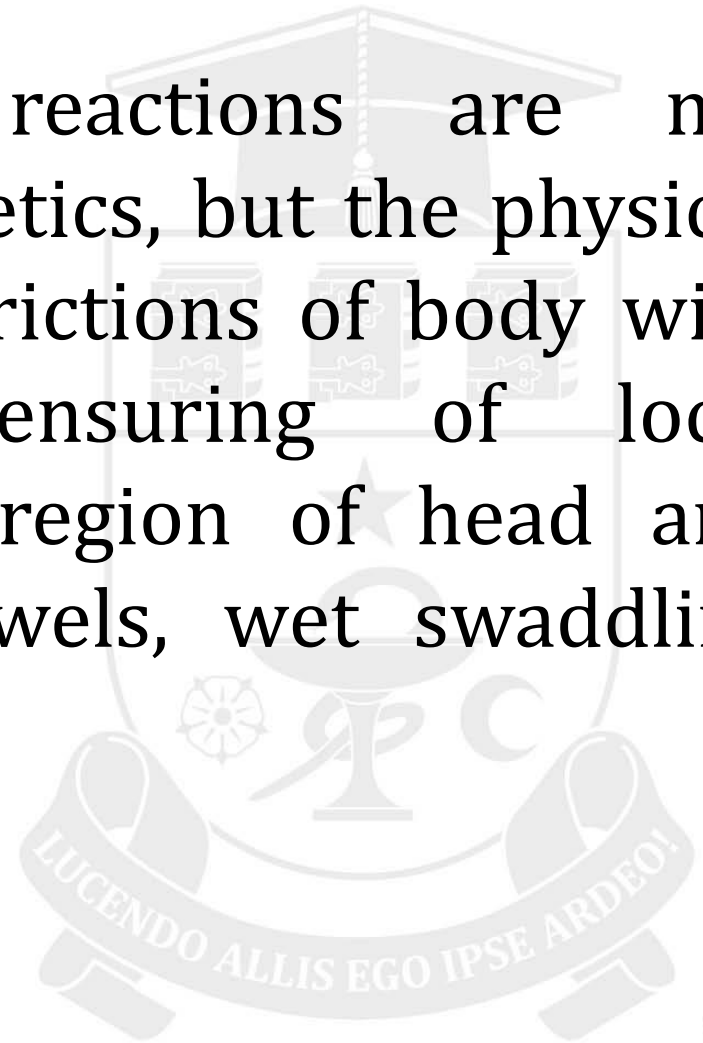 reactions are n
etics, but the physic
rictions of body wi
ensuring of loc
region of head ar
wels, wet swaddli
LUCENDO ALLIS EGO IPSE ARDEO!